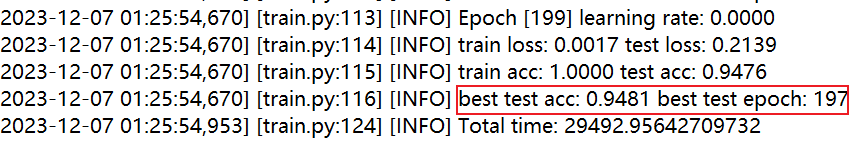 2023-12-07 01:25:54,670] [train.py:113] [INFO] Epoch [199] learning rate: 0.0000
2023-12-07 01:25:54,670] [train.py:114] [INFO] train loss: 0.0017 test loss: 0.2139
2023-12-07 01:25:54,670] [train.py:115] [INFO] train acc: 1.0000 test acc: 0.9476
2023-12-07 01:25:54,670] [train.py:116] [INFO] best test acc: 0.9481 best test epoch: 197
2023-12-07 01:25:54,953] [train.py:124] [INFO] Total time: 29492.95642709732